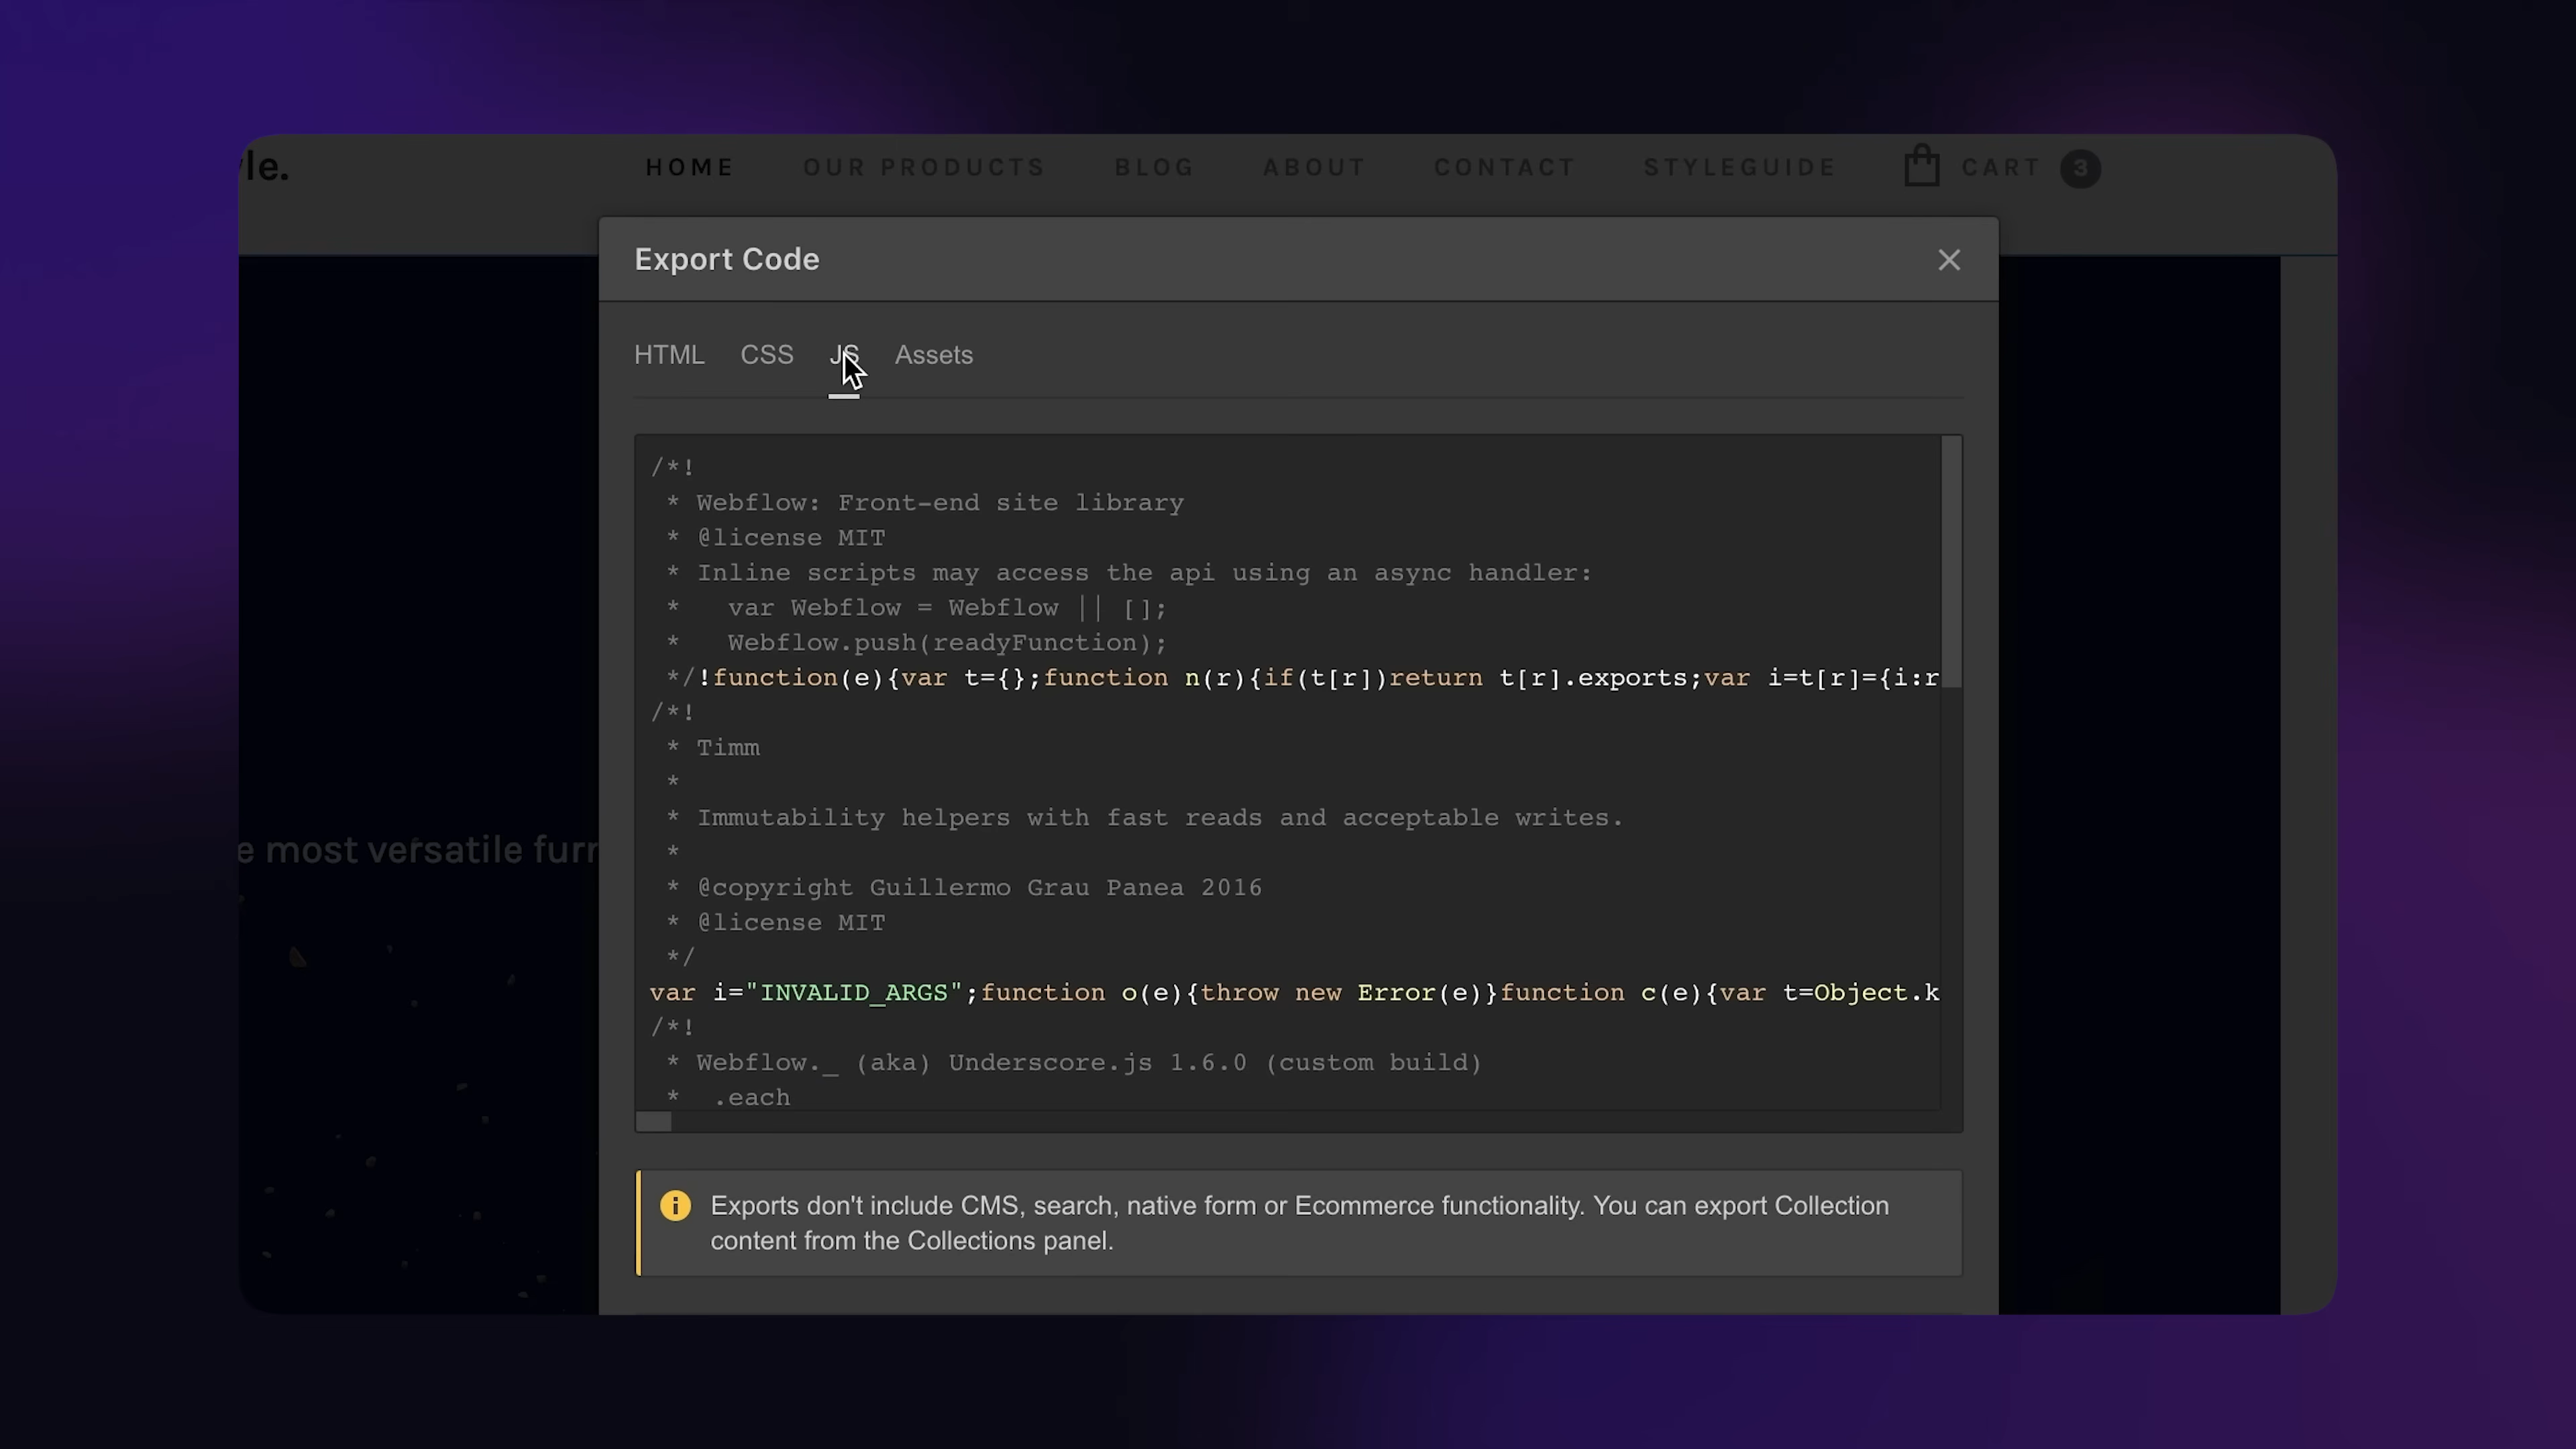 le.
HOME OUR PRODUCTS BLOG ABOUT CONTACT STYLEGUIDE CART 3
Export Code
HTML CSS JS Assets
/*!
* Webflow: Front-end site library
* @license MIT
* Inline scripts may access the api using an async handler:
*   var Webflow = Webflow || [];
*   Webflow.push(readyFunction);
*/!function(e){var t={};function n(r){if(t[r])return t[r].exports;var i=t[r]={i:r
/*!
* Timm
*
* Immutability helpers with fast reads and acceptable writes.
*
* @copyright Guillermo Grau Panea 2016
* @license MIT
*/
var i="INVALID_ARGS";function o(e){throw new Error(e)}function c(e){var t=Object.k
/*!
* Webflow._ (aka) Underscore.js 1.6.0 (custom build)
*  .each
e most versatile furn
Exports don't include CMS, search, native form or Ecommerce functionality. You can export Collection
content from the Collections panel.